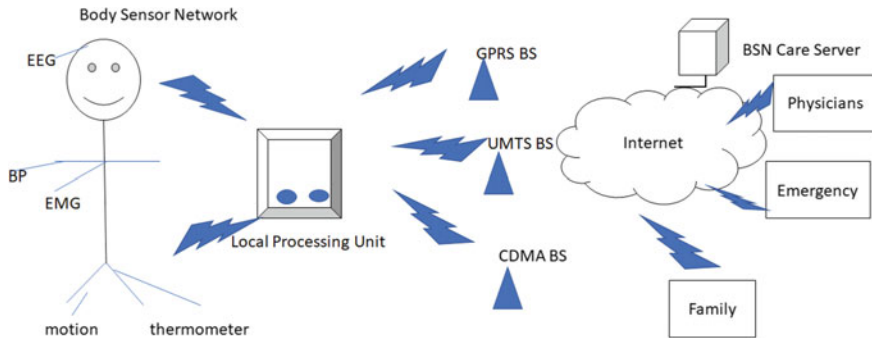 Body Sensor Network
EEG
BP
EMG
motion
thermometer
Local Processing Unit
GPRS BS
UMTS BS
CDMA BS
BSN Care Server
Internet
Physicians
Emergency
Family